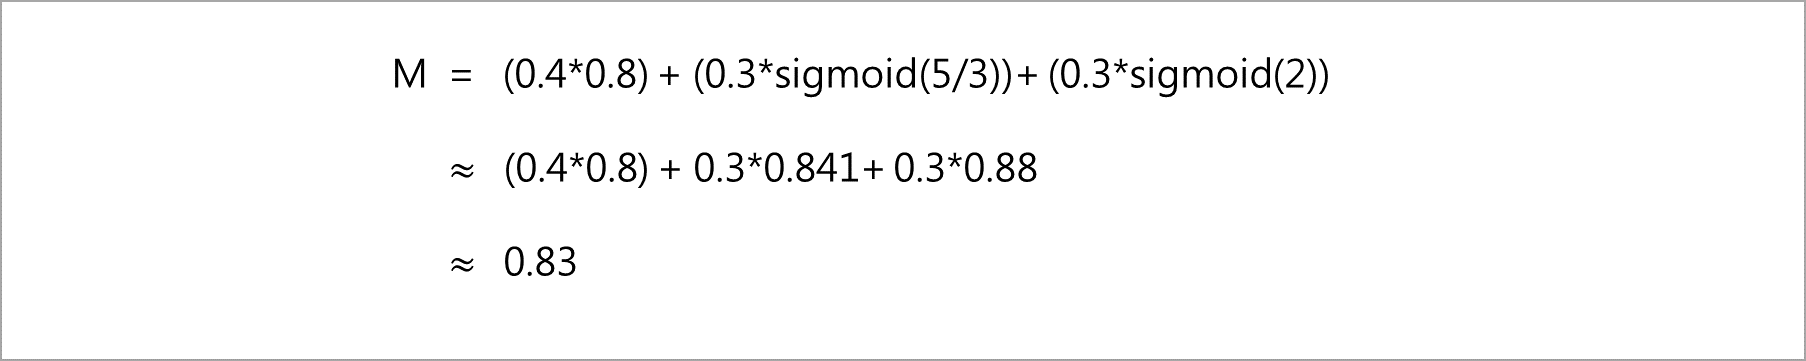 M = (0.4*0.8) + (0.3*sigmoid(5/3))+ (0.3*sigmoid(2))
≈ (0.4*0.8) + 0.3*0.841+ 0.3*0.88
≈ 0.83